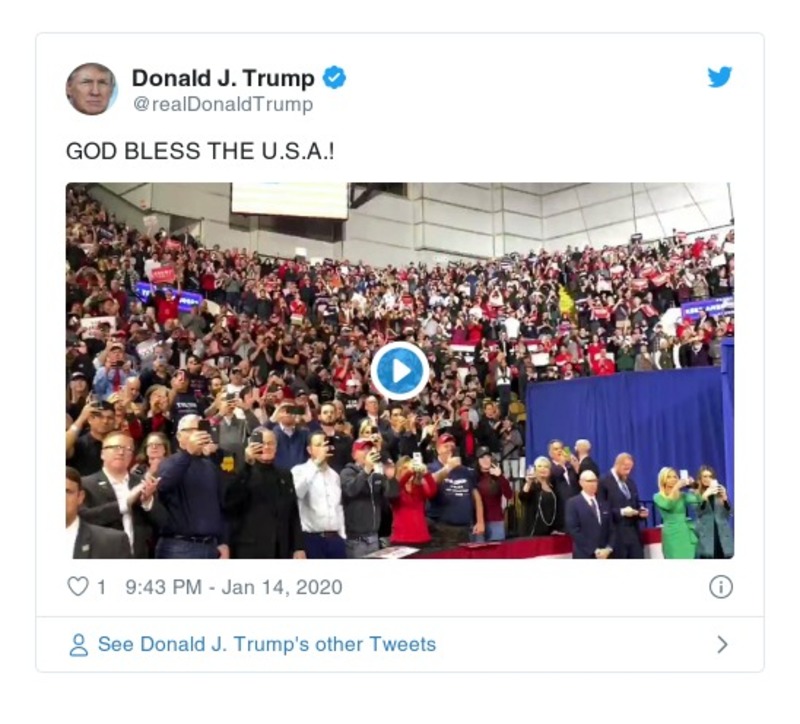 Donald J. Trump
@realDonaldTrump
GOD BLESS THE U.S.A.!
1 9:43 PM - Jan 14, 2020
See Donald J. Trump's other Tweets